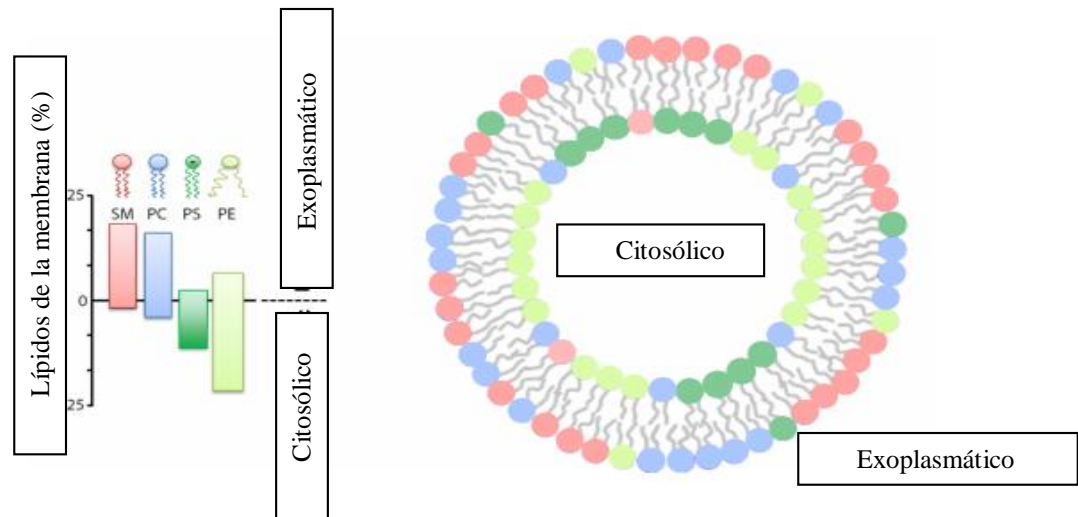 Lípidos de la membrana (%)
25
0
25
SM PC PS PE
Exoplasmático
Citosólico
Citosólico
Exoplasmático